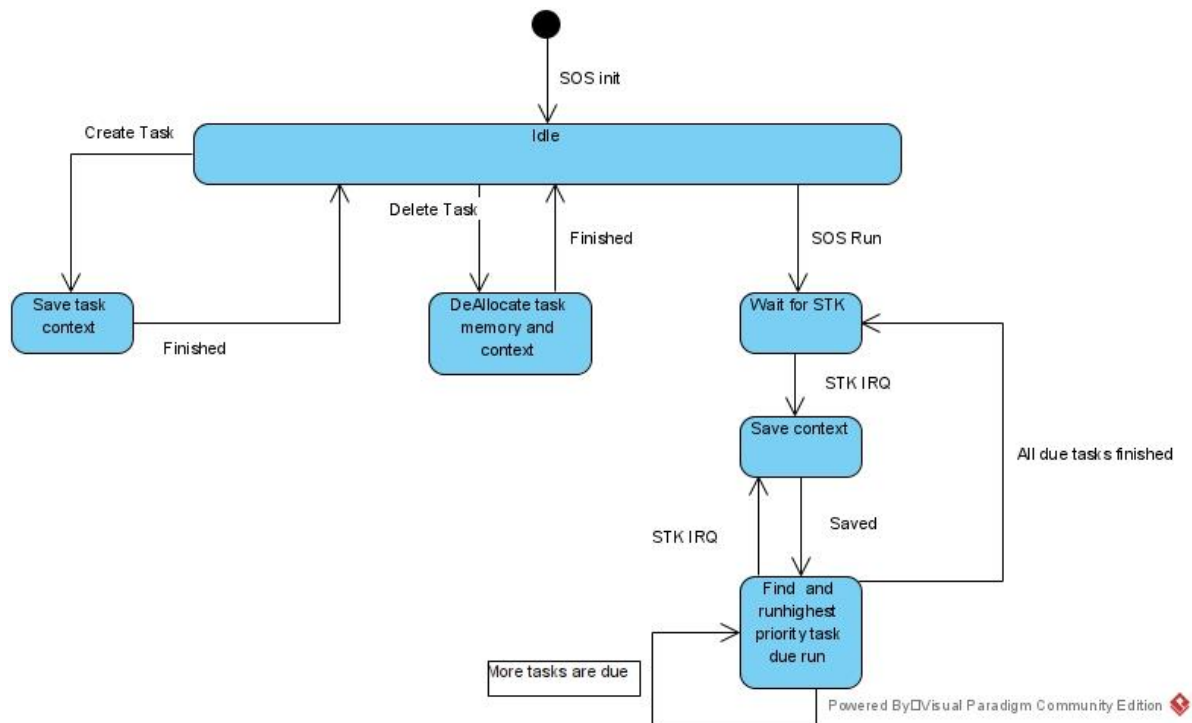 SOS init
Create Task
Idle
Delete Task
Finished
SOS Run
Save task
context
Finished
DeAllocate task
memory and
context
Wait for STK
STK IRQ
Save context
All due tasks finished
Saved
STK IRQ
Find and
runhighest
priority task
due run
More tasks are due
Powered By□Visual Paradigm Community Edition